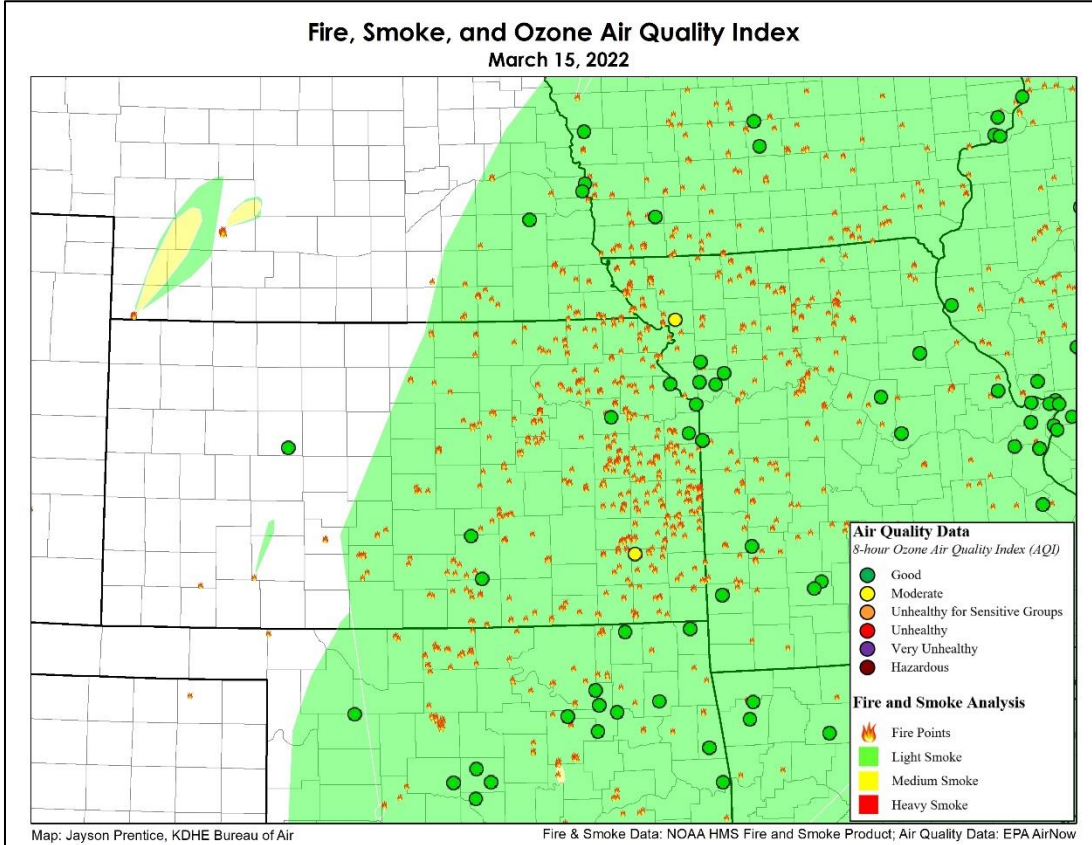 Fire, Smoke, and Ozone Air Quality Index
March 15, 2022
Air Quality Data
8-hour Ozone Air Quality Index (AQI)
Good
Moderate
Unhealthy for Sensitive Groups
Unhealthy
Very Unhealthy
Hazardous
Fire and Smoke Analysis
Fire Points
Light Smoke
Medium Smoke
Heavy Smoke
Map: Jayson Prentice, KDHE Bureau of Air
Fire & Smoke Data: NOAA HMS Fire and Smoke Product; Air Quality Data: EPA AirNow